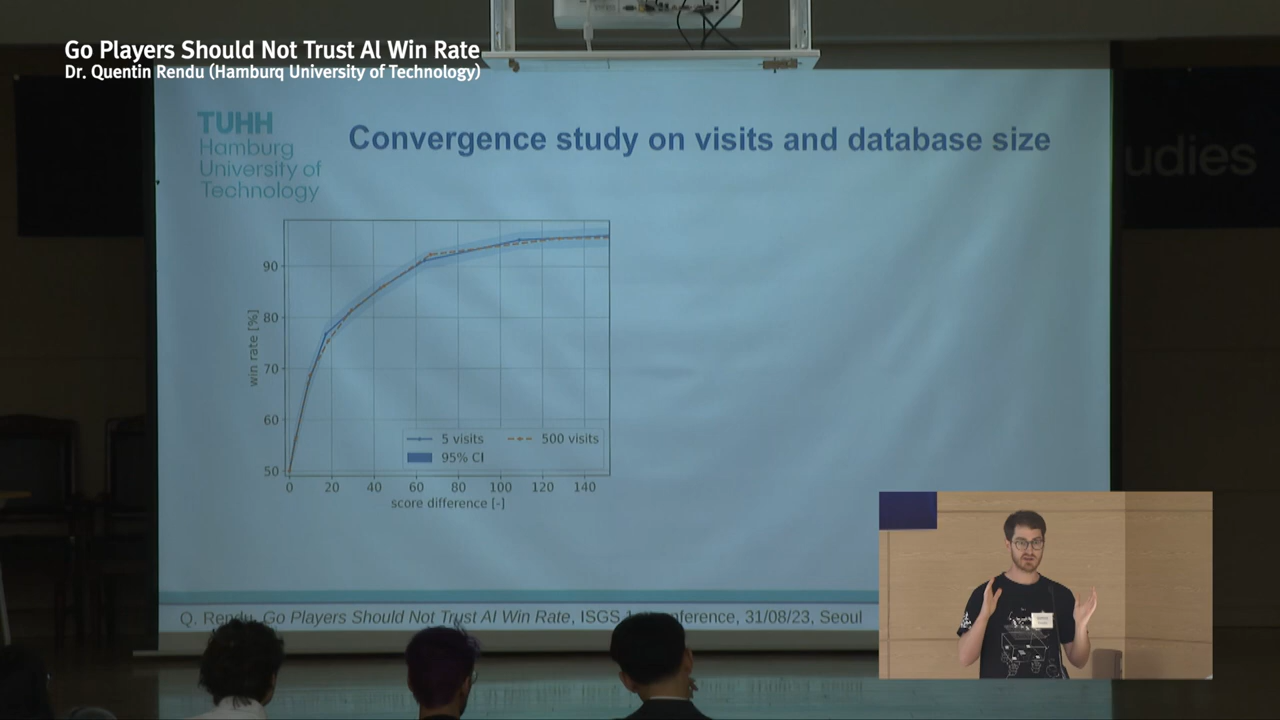 Go Players Should Not Trust AI Win Rate
Dr. Quentin Rendu (Hamburg University of Technology)
TUHH
Hamburg
University of
Technology
Convergence study on visits and database size
udies
90
80
70
60
50
win rate [%]
5 visits
500 visits
95% CI
0 20 40 60 80 100 120 140
score difference [-]
Q. Rendu, Go Players Should Not Trust AI Win Rate, ISGS 1 conference, 31/08/23, Seoul